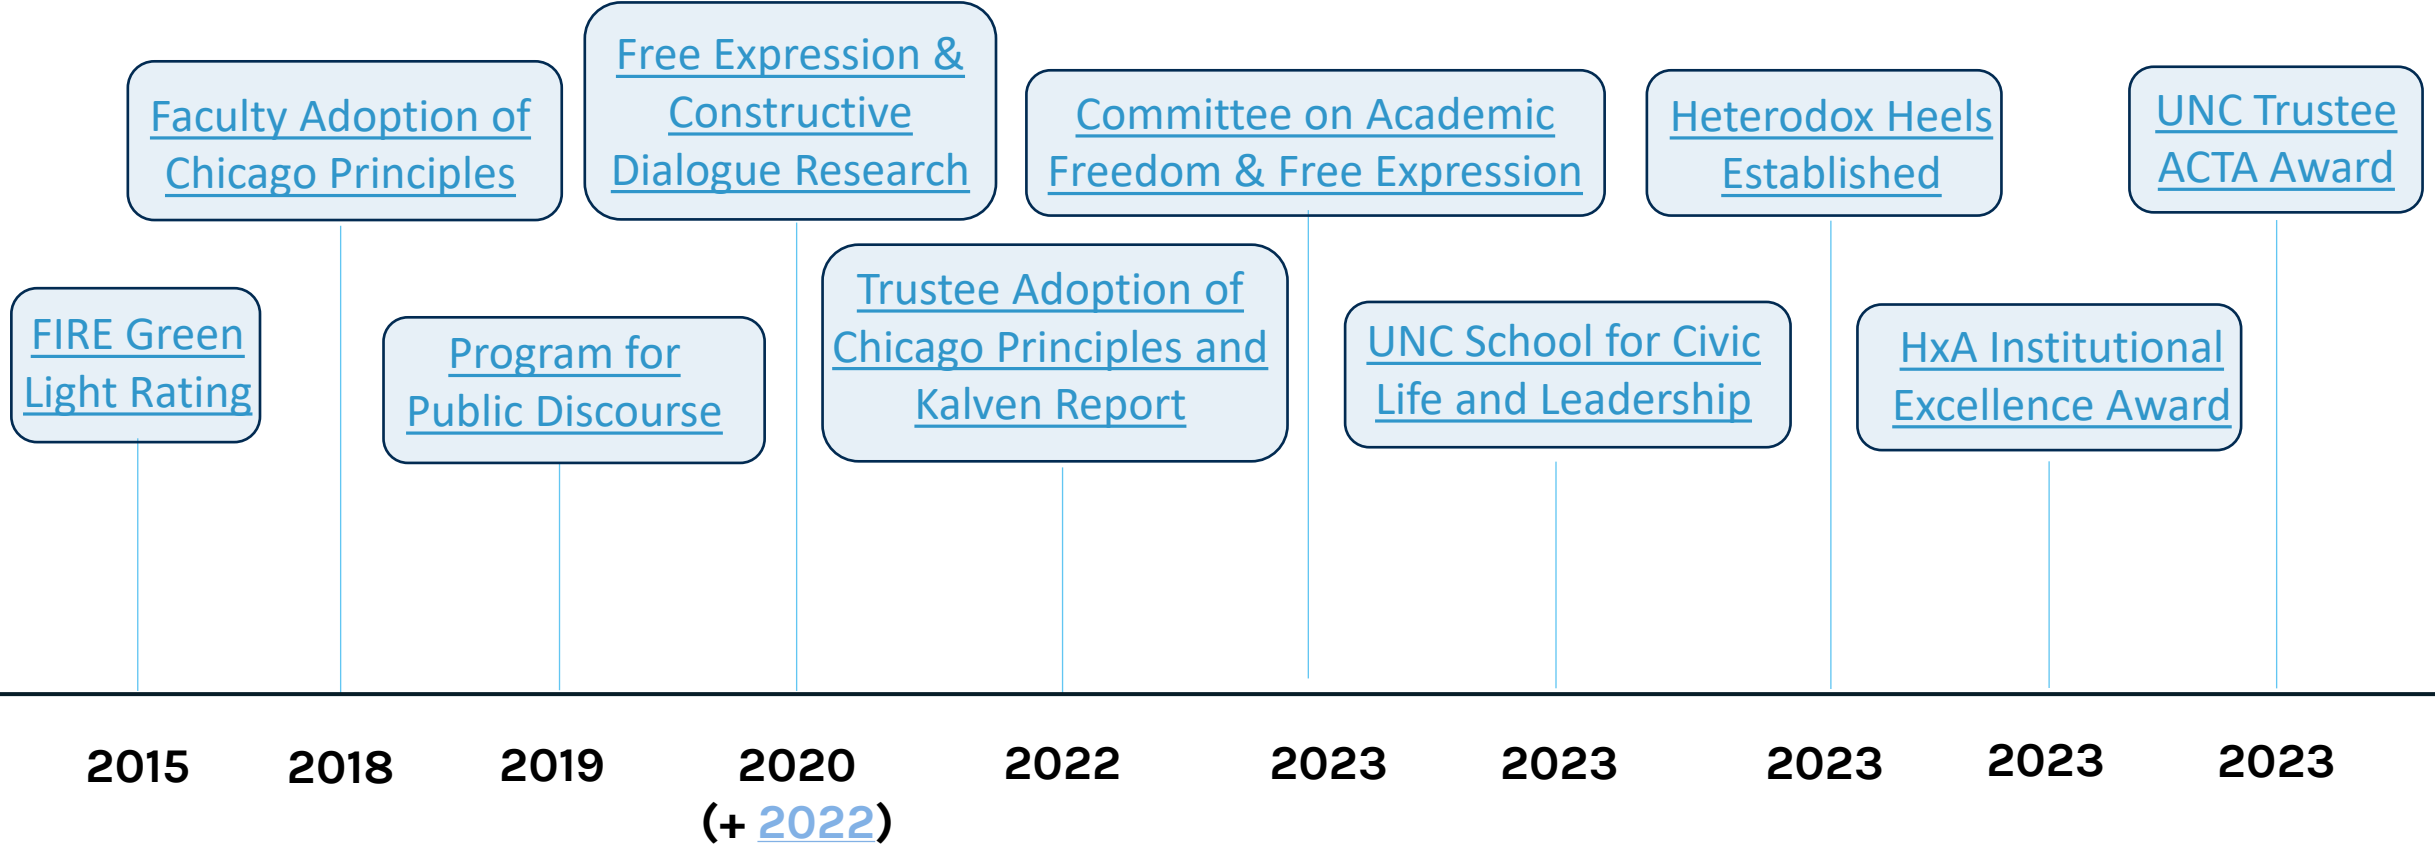 Free Expression &
Constructive
Dialogue Research
Faculty Adoption of
Chicago Principles
Committee on Academic
Freedom & Free Expression
Heterodox Heels
Established
UNC Trustee
ACTA Award
FIRE Green
Light Rating
Program for
Public Discourse
Trustee Adoption of
Chicago Principles and
Kalven Report
UNC School for Civic
Life and Leadership
HxA Institutional
Excellence Award
2015
2018
2019
2020
(+ 2022)
2022
2023
2023
2023
2023
2023